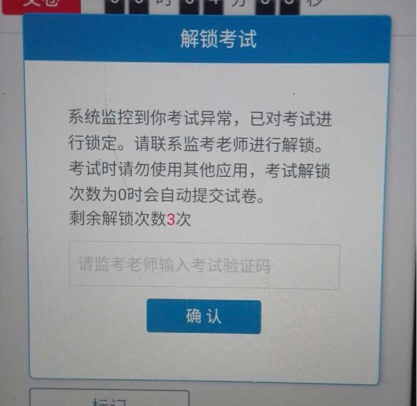 交卷
解锁考试
系统监控到你考试异常，已对考试进
行锁定。请联系监考老师进行解锁。
考试时请勿使用其他应用，考试解锁
次数为0时会自动提交试卷。
剩余解锁次数3次
请监考老师输入考试验证码
确认
标记